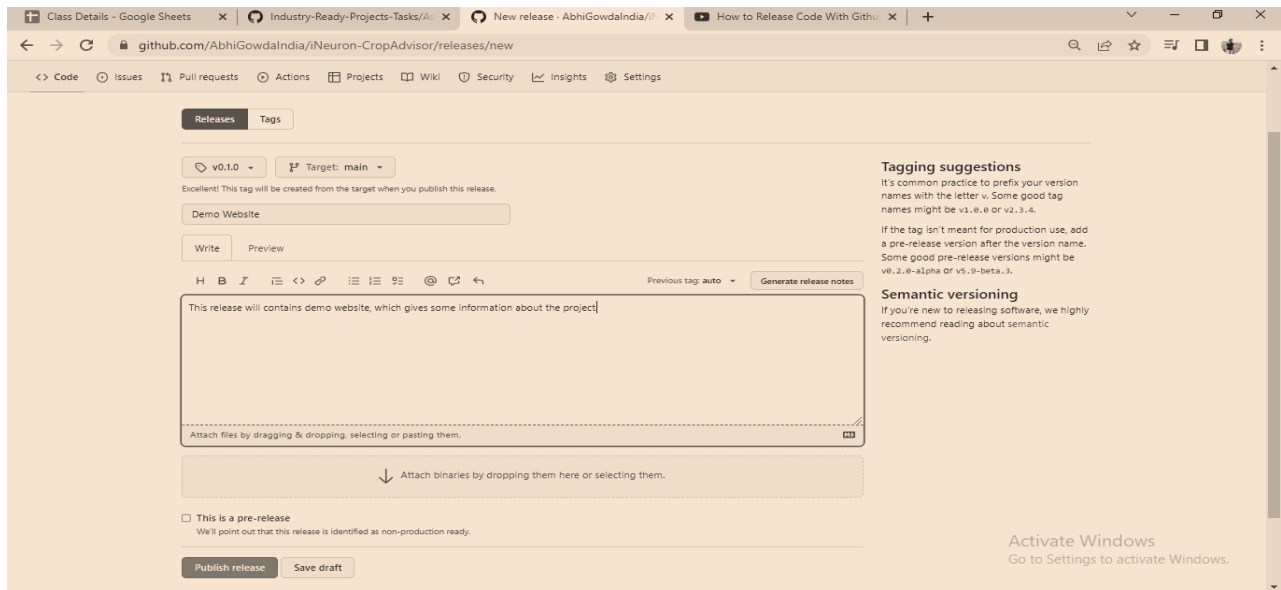 Class Details - Google Sheets
Industry-Ready-Projects-Tasks/Ac
New release · AbhiGowdaIndia/iN
How to Release Code With Githu
github.com/AbhiGowdaIndia/iNeuron-CropAdvisor/releases/new
<> Code Issues Pull requests Actions Projects Wiki Security Insights Settings
Releases Tags
v0.1.0 Target: main
Excellent! This tag will be created from the target when you publish this release.
Demo Website
Write Preview
H B I Previous tag: auto Generate release notes
This release will contains demo website, which gives some information about the project
Attach files by dragging & dropping, selecting or pasting them.
Attach binaries by dropping them here or selecting them.
This is a pre-release
We'll point out that this release is identified as non-production ready.
Publish release Save draft
Tagging suggestions
It's common practice to prefix your version
names with the letter v. Some good tag
names might be v1.0.0 or v2.3.4.
If the tag isn't meant for production use, add
a pre-release version after the version name.
Some good pre-release versions might be
v0.2.0-alpha or v5.9-beta.3.
Semantic versioning
If you're new to releasing software, we highly
recommend reading about semantic
versioning.
Activate Windows
Go to Settings to activate Windows.